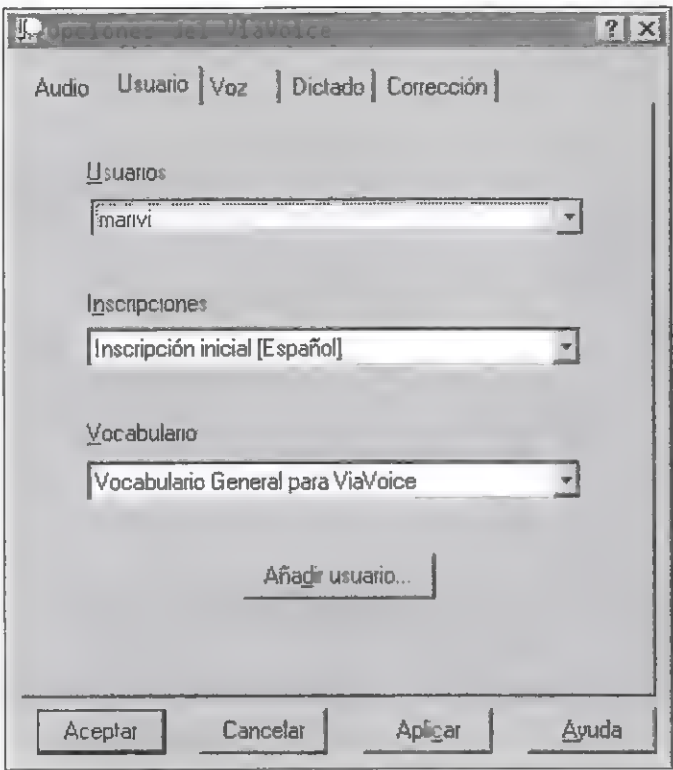 opciones del ViaVoice
Audio Usuario Voz Dictado Corrección
Usuarios
marivi
Inscripciones
Inscripción inicial [Español]
Vocabulario
Vocabulario General para ViaVoice
Añadir usuario...
Aceptar Cancelar Aplicar Ayuda